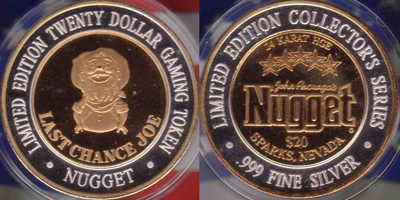 LIMITED EDITION TWENTY DOLLAR GAMING TOKEN
LAST CHANCE JOE
• NUGGET •
LIMITED EDITION COLLECTOR'S SERIES
24 KARAT HGE
John Ascuaga's
Nugget
$20
SPARKS, NEVADA
• .999 FINE SILVER •